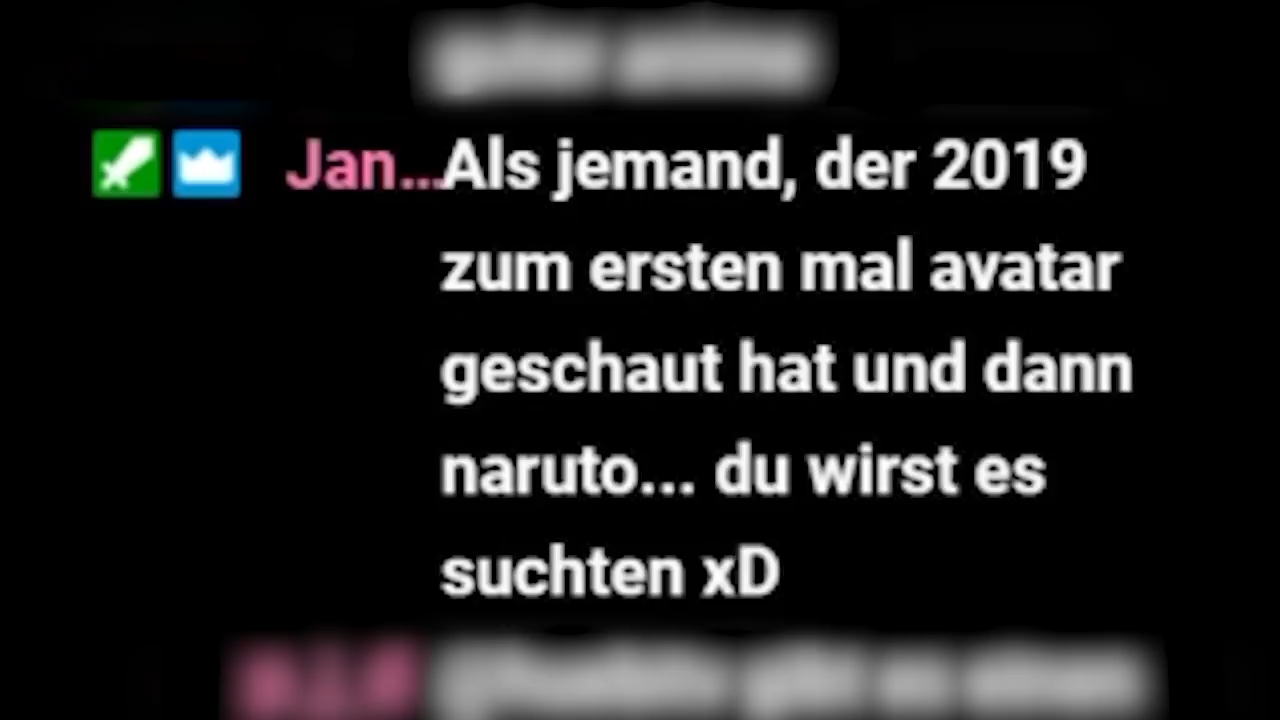 Jan...Als jemand, der 2019
zum ersten mal avatar
geschaut hat und dann
naruto... du wirst es
suchten xD